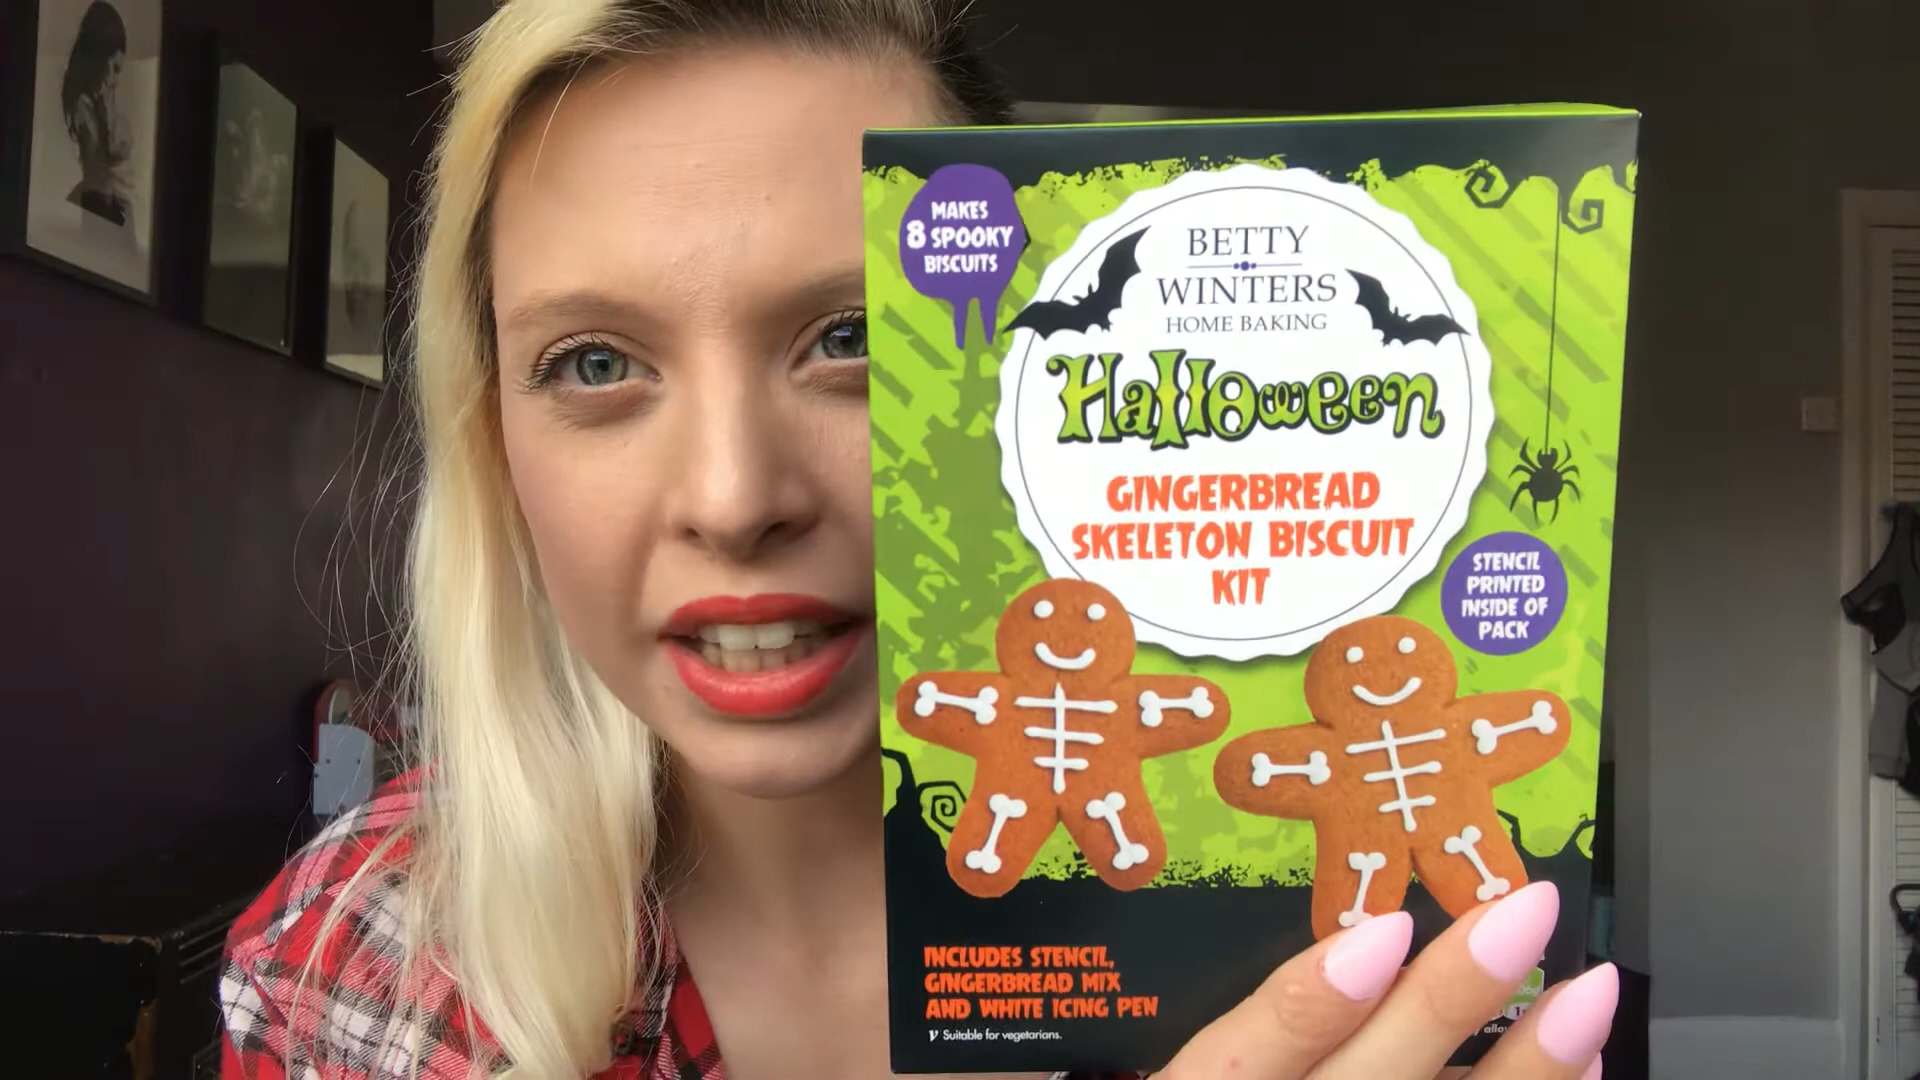 MAKES
8 SPOOKY
BISCUITS
BETTY
WINTERS
HOME BAKING
Halloween
GINGERBREAD
SKELETON BISCUIT
KIT
STENCIL
PRINTED
INSIDE OF
PACK
INCLUDES STENCIL,
GINGERBREAD MIX
AND WHITE ICING PEN
V Suitable for vegetarians.